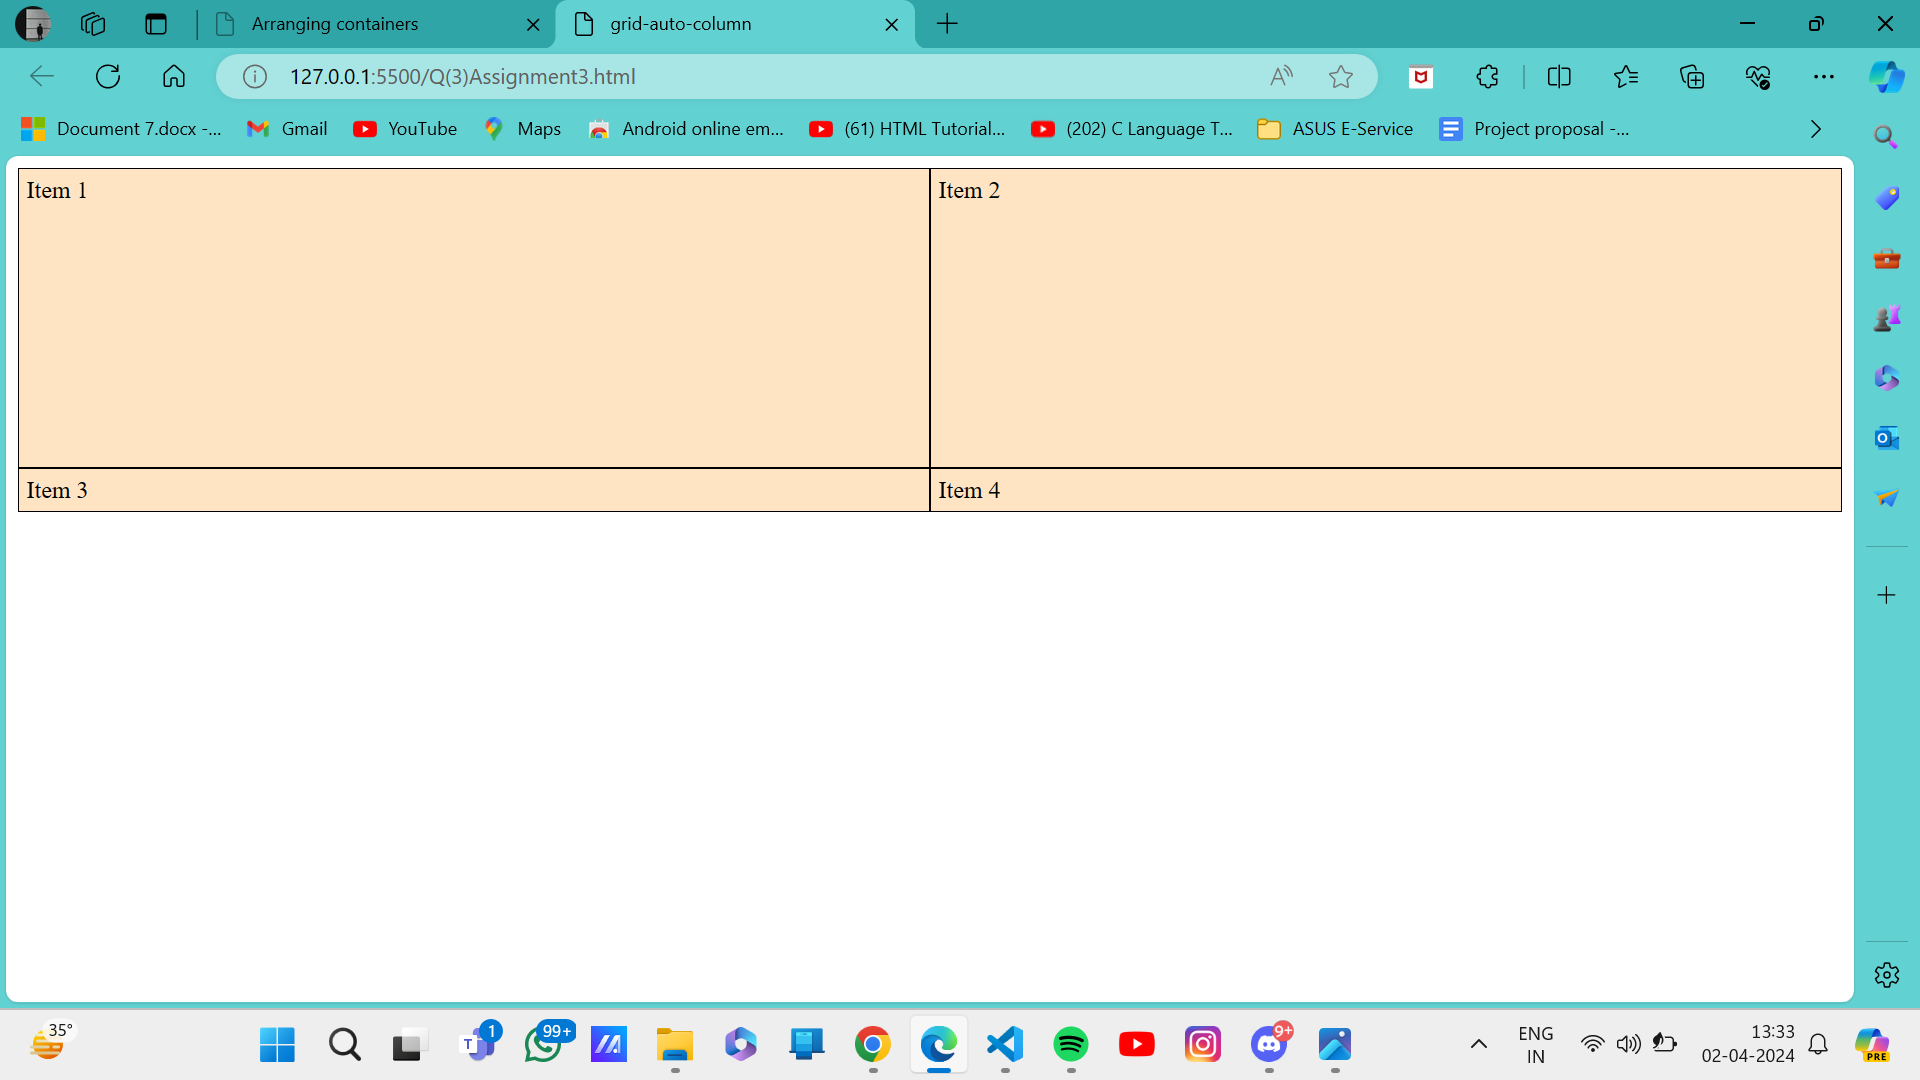 Arranging containers
grid-auto-column
127.0.0.1:5500/Q(3)Assignment3.html
Document 7.docx -...
Gmail
YouTube
Maps
Android online em...
(61) HTML Tutorial...
(202) C Language T...
ASUS E-Service
Project proposal -...
Item 1
Item 2
Item 3
Item 4
35°
T
1
99+
9+
ENG
IN
13:33
02-04-2024
PRE